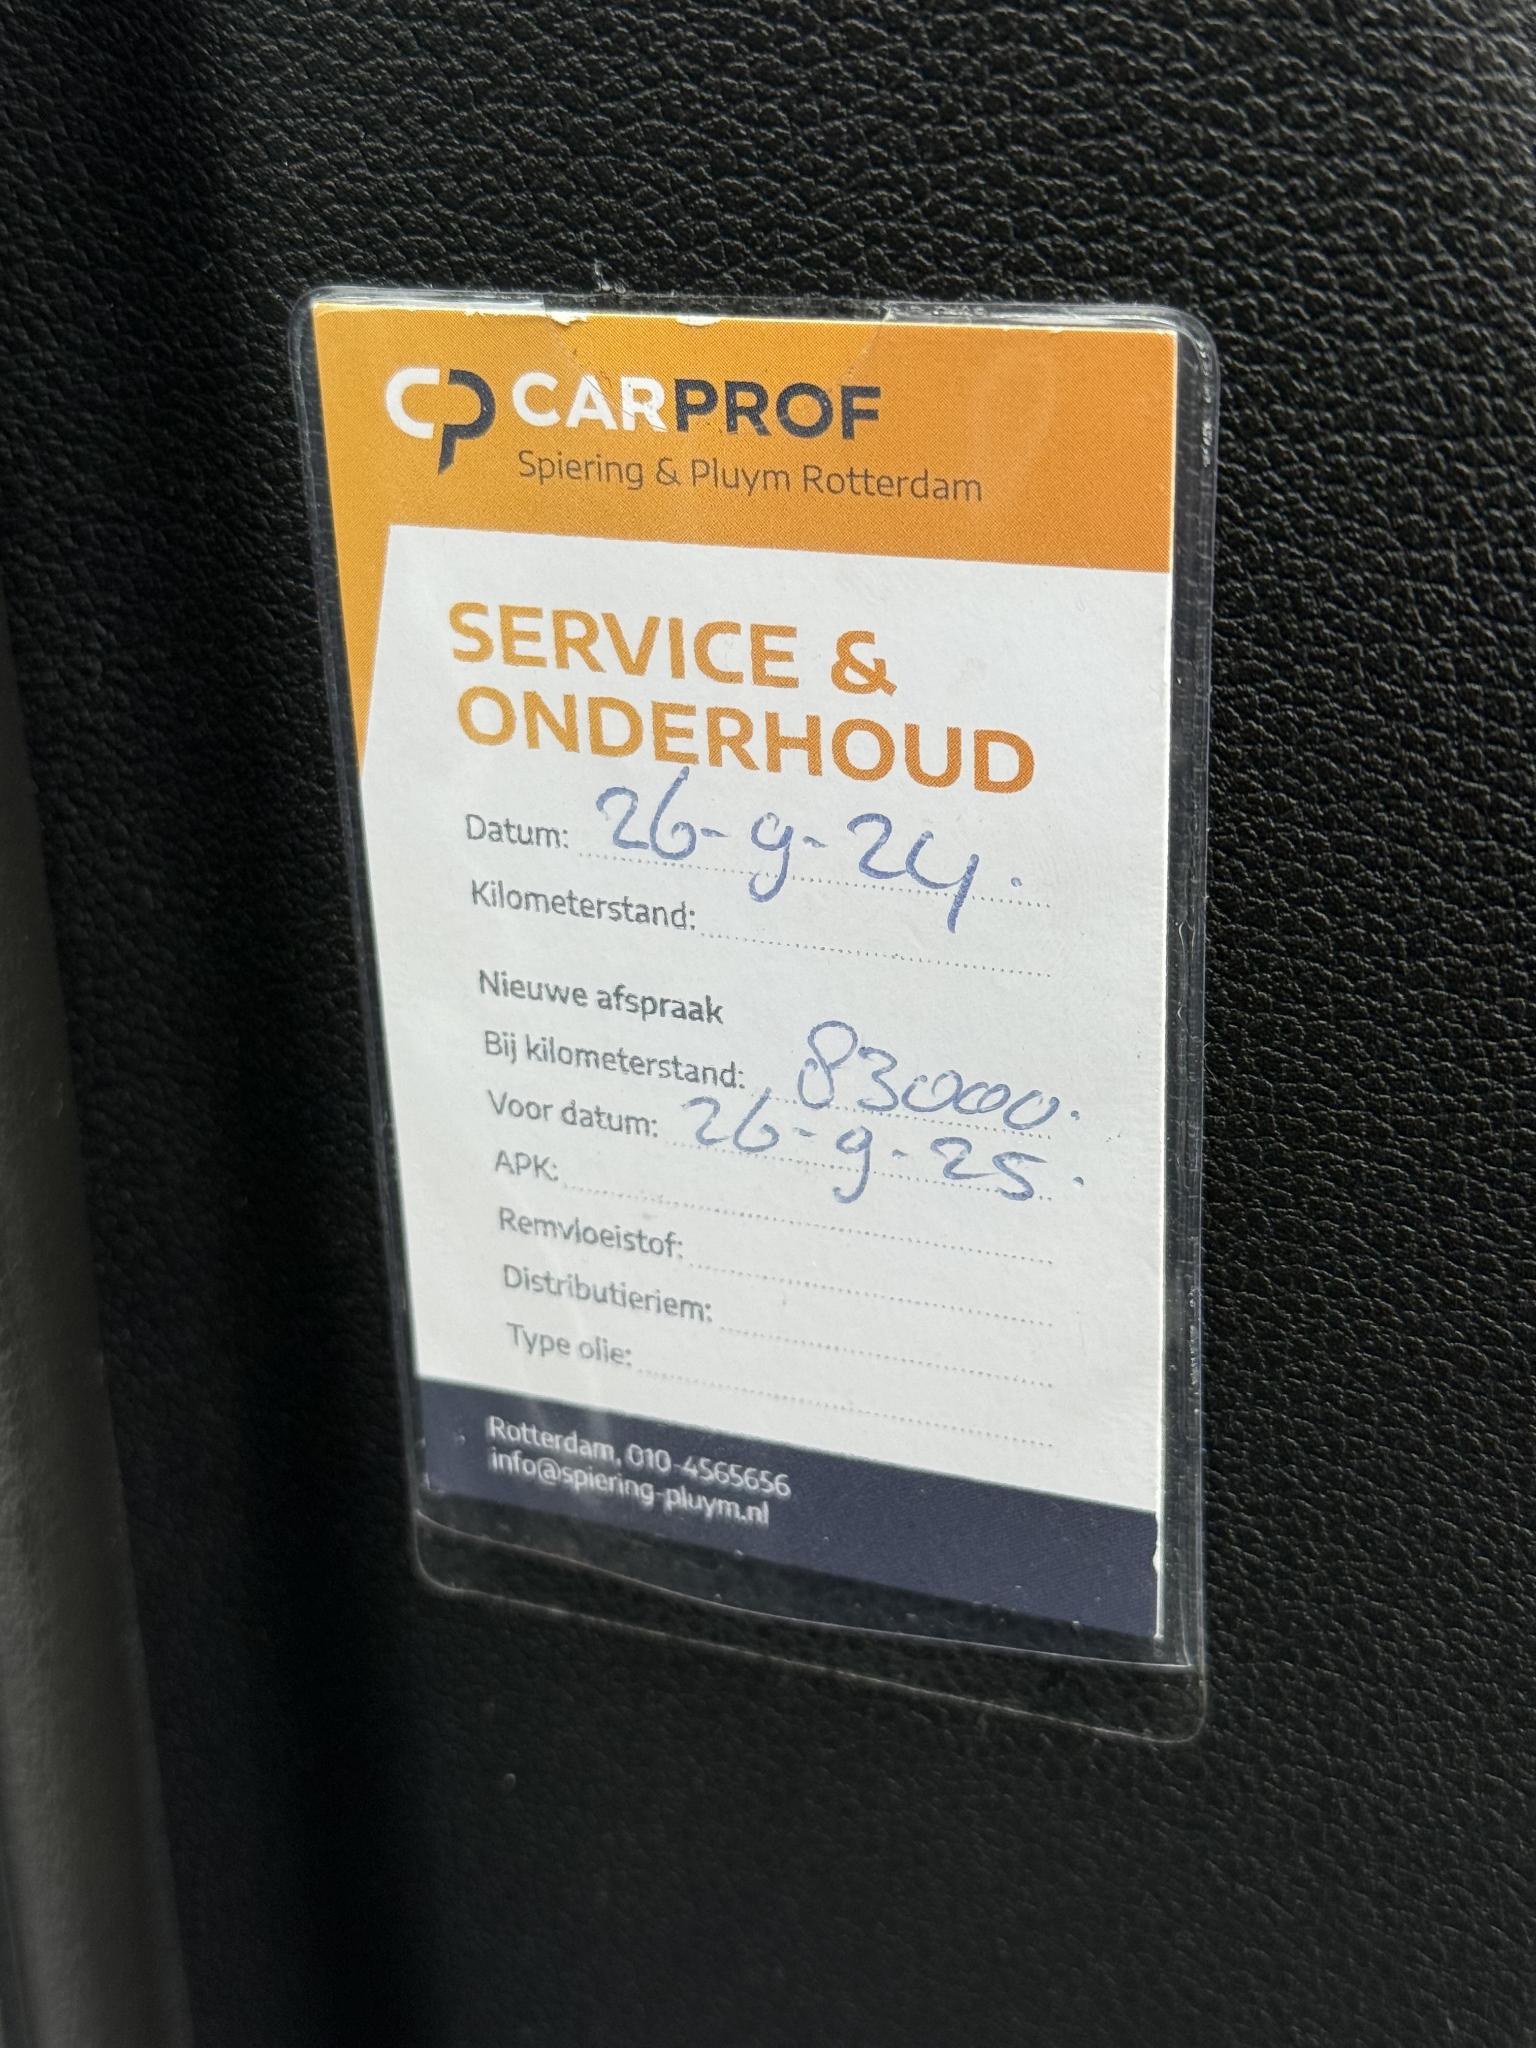 CP CARPROF
Spiering & Pluym Rotterdam
SERVICE &
ONDERHOUD
Datum: 26-9-24.
Kilometerstand:
Nieuwe afspraak
Bij kilometerstand: 83000.
Voor datum: 26-9-25.
APK:
Remvloeistof:
Distributieriem:
Type olie:
Rotterdam, 010-4565656
info@spiering-pluym.nl